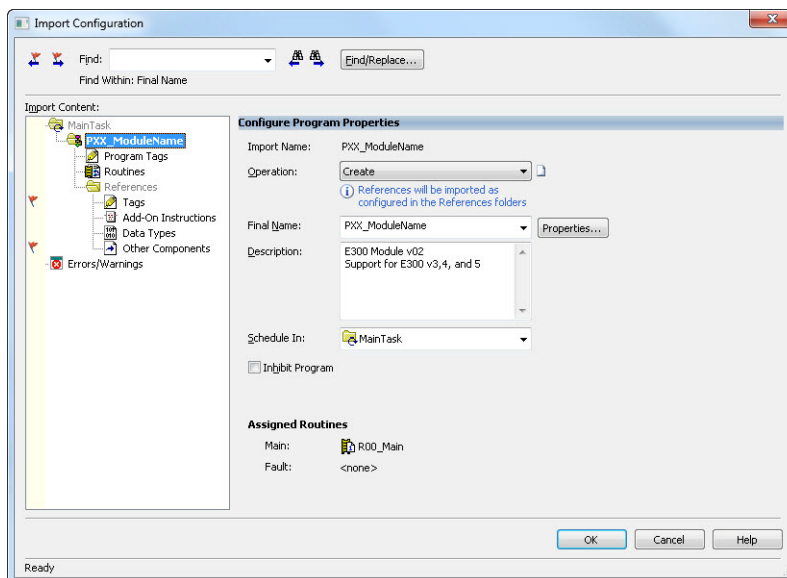 Import Configuration
Find:
Find/Replace...
Find Within: Final Name
Import Content:
MainTask
PXX_ModuleName
Program Tags
Routines
References
Tags
Add-On Instructions
Data Types
Other Components
Errors/Warnings
Configure Program Properties
Import Name: PXX_ModuleName
Operation: Create
References will be imported as
configured in the References folders
Final Name: PXX_ModuleName Properties...
Description: E300 Module v02
Support for E300 v3,4, and 5
Schedule In: MainTask
Inhibit Program
Assigned Routines
Main: R00_Main
Fault: <none>
OK Cancel Help
Ready